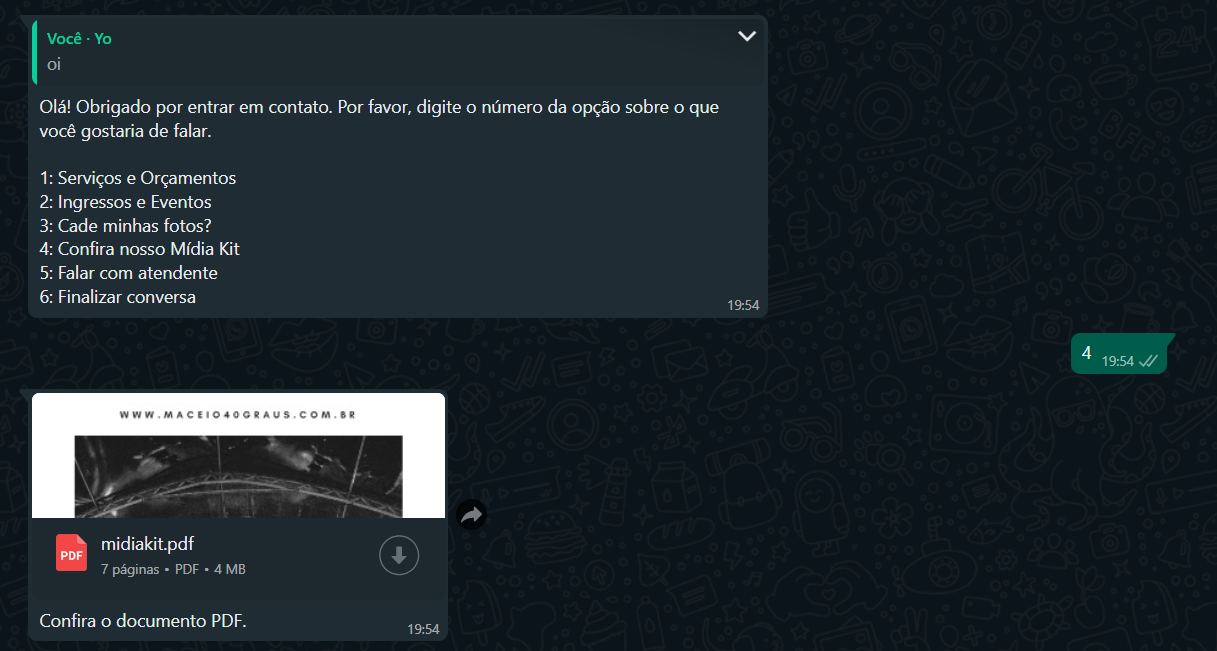 Você · Yo
oi
Olá! Obrigado por entrar em contato. Por favor, digite o número da opção sobre o que
você gostaria de falar.
1: Serviços e Orçamentos
2: Ingressos e Eventos
3: Cade minhas fotos?
4: Confira nosso Mídia Kit
5: Falar com atendente
6: Finalizar conversa
19:54
4 19:54
WWW.MACEIO40GRAUS.COM.BR
PDF
midiakit.pdf
7 páginas • PDF • 4 MB
Confira o documento PDF.
19:54